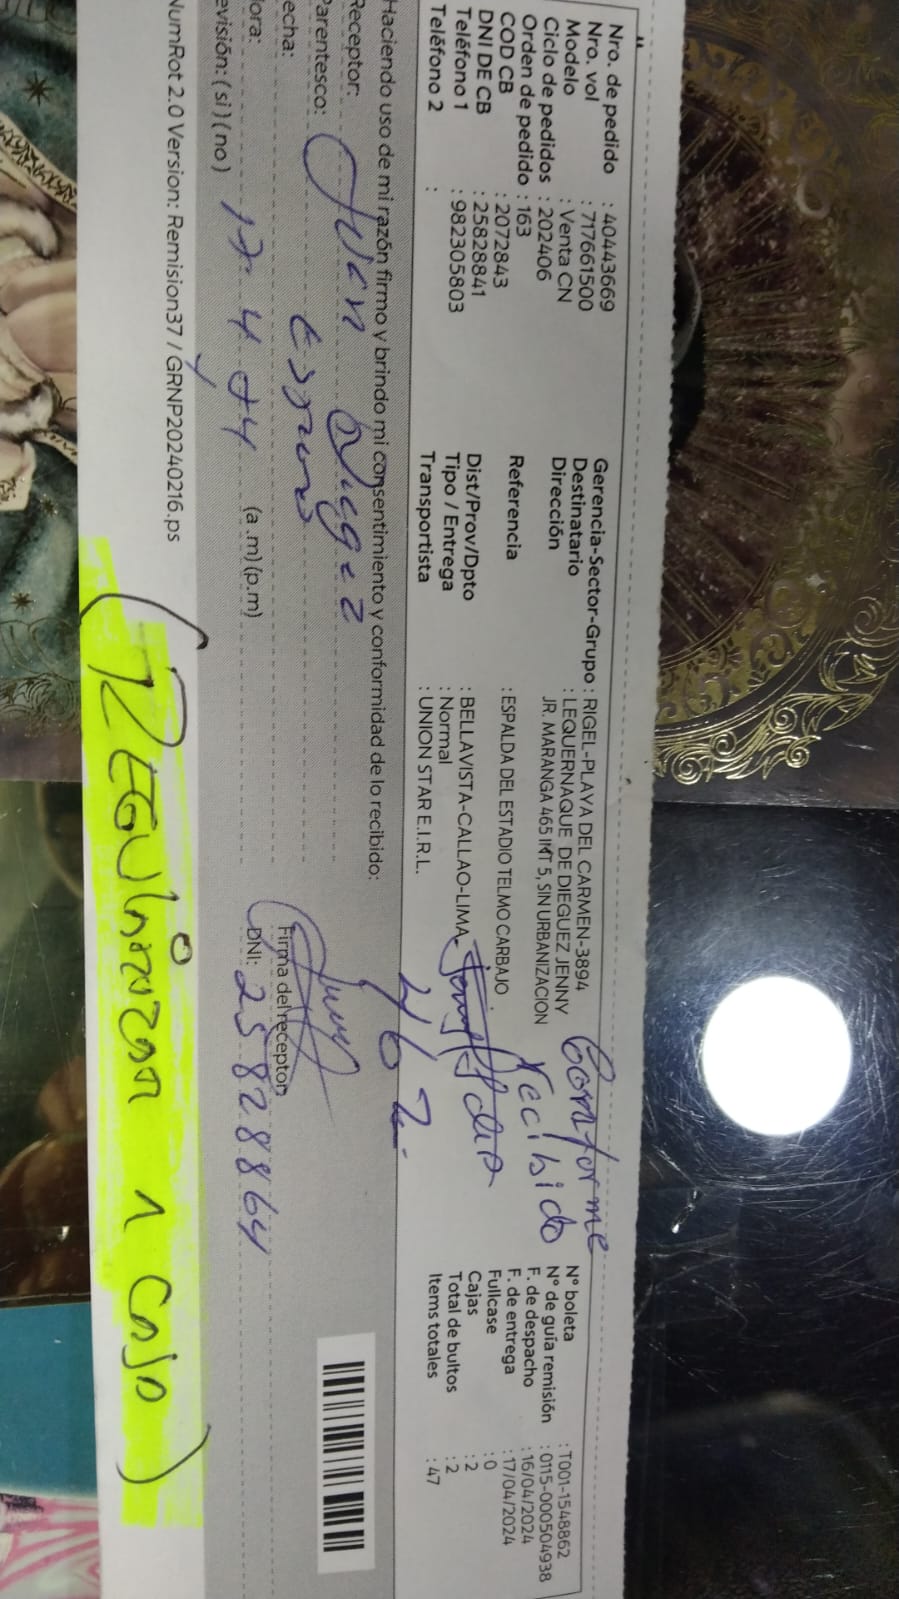 Nro. de pedido : 40443669
Nro. vol : 717661500
Modelo : Venta CN
Ciclo de pedidos : 202406
Orden de pedido : 163
COD CB : 2072843
DNI DE CB : 25828841
Teléfono 1 : 982305803
Teléfono 2 :
Gerencia-Sector-Grupo : RIGEL-PLAYA DEL CARMEN-3894
Destinatario : LEQUERNAQUE DE DIEGUEZ JENNY
Dirección JR. MARANGA 465 INT 5, SIN URBANIZACION
Referencia : ESPALDA DEL ESTADIO TELMO CARBAJO
Dist/Prov/Dpto : BELLAVISTA-CALLAO-LIMA
Tipo / Entrega : Normal
Transportista : UNION STAR E.I.R.L.
Conforme
recibido
N° boleta : T001-1548862
N° de guía remisión : 0115-000504938
F. de despacho : 16/04/2024
F. de entrega : 17/04/2024
Fullcase : 0
Cajas : 2
Total de bultos : 2
Items totales : 47
Haciendo uso de mi razón firmo y brindo mi consentimiento y conformidad de lo recibido:
Receptor: Juan
Parentesco: Esposo
echa: 17-4
ora: (a.m)(p.m)
evisión: (si)(no)
Firma del receptor
DNI: 25828864
NumRot 2.0 Version: Remision37 / GRNP20240216.ps
(REGULARIZARON 1 CAJA)